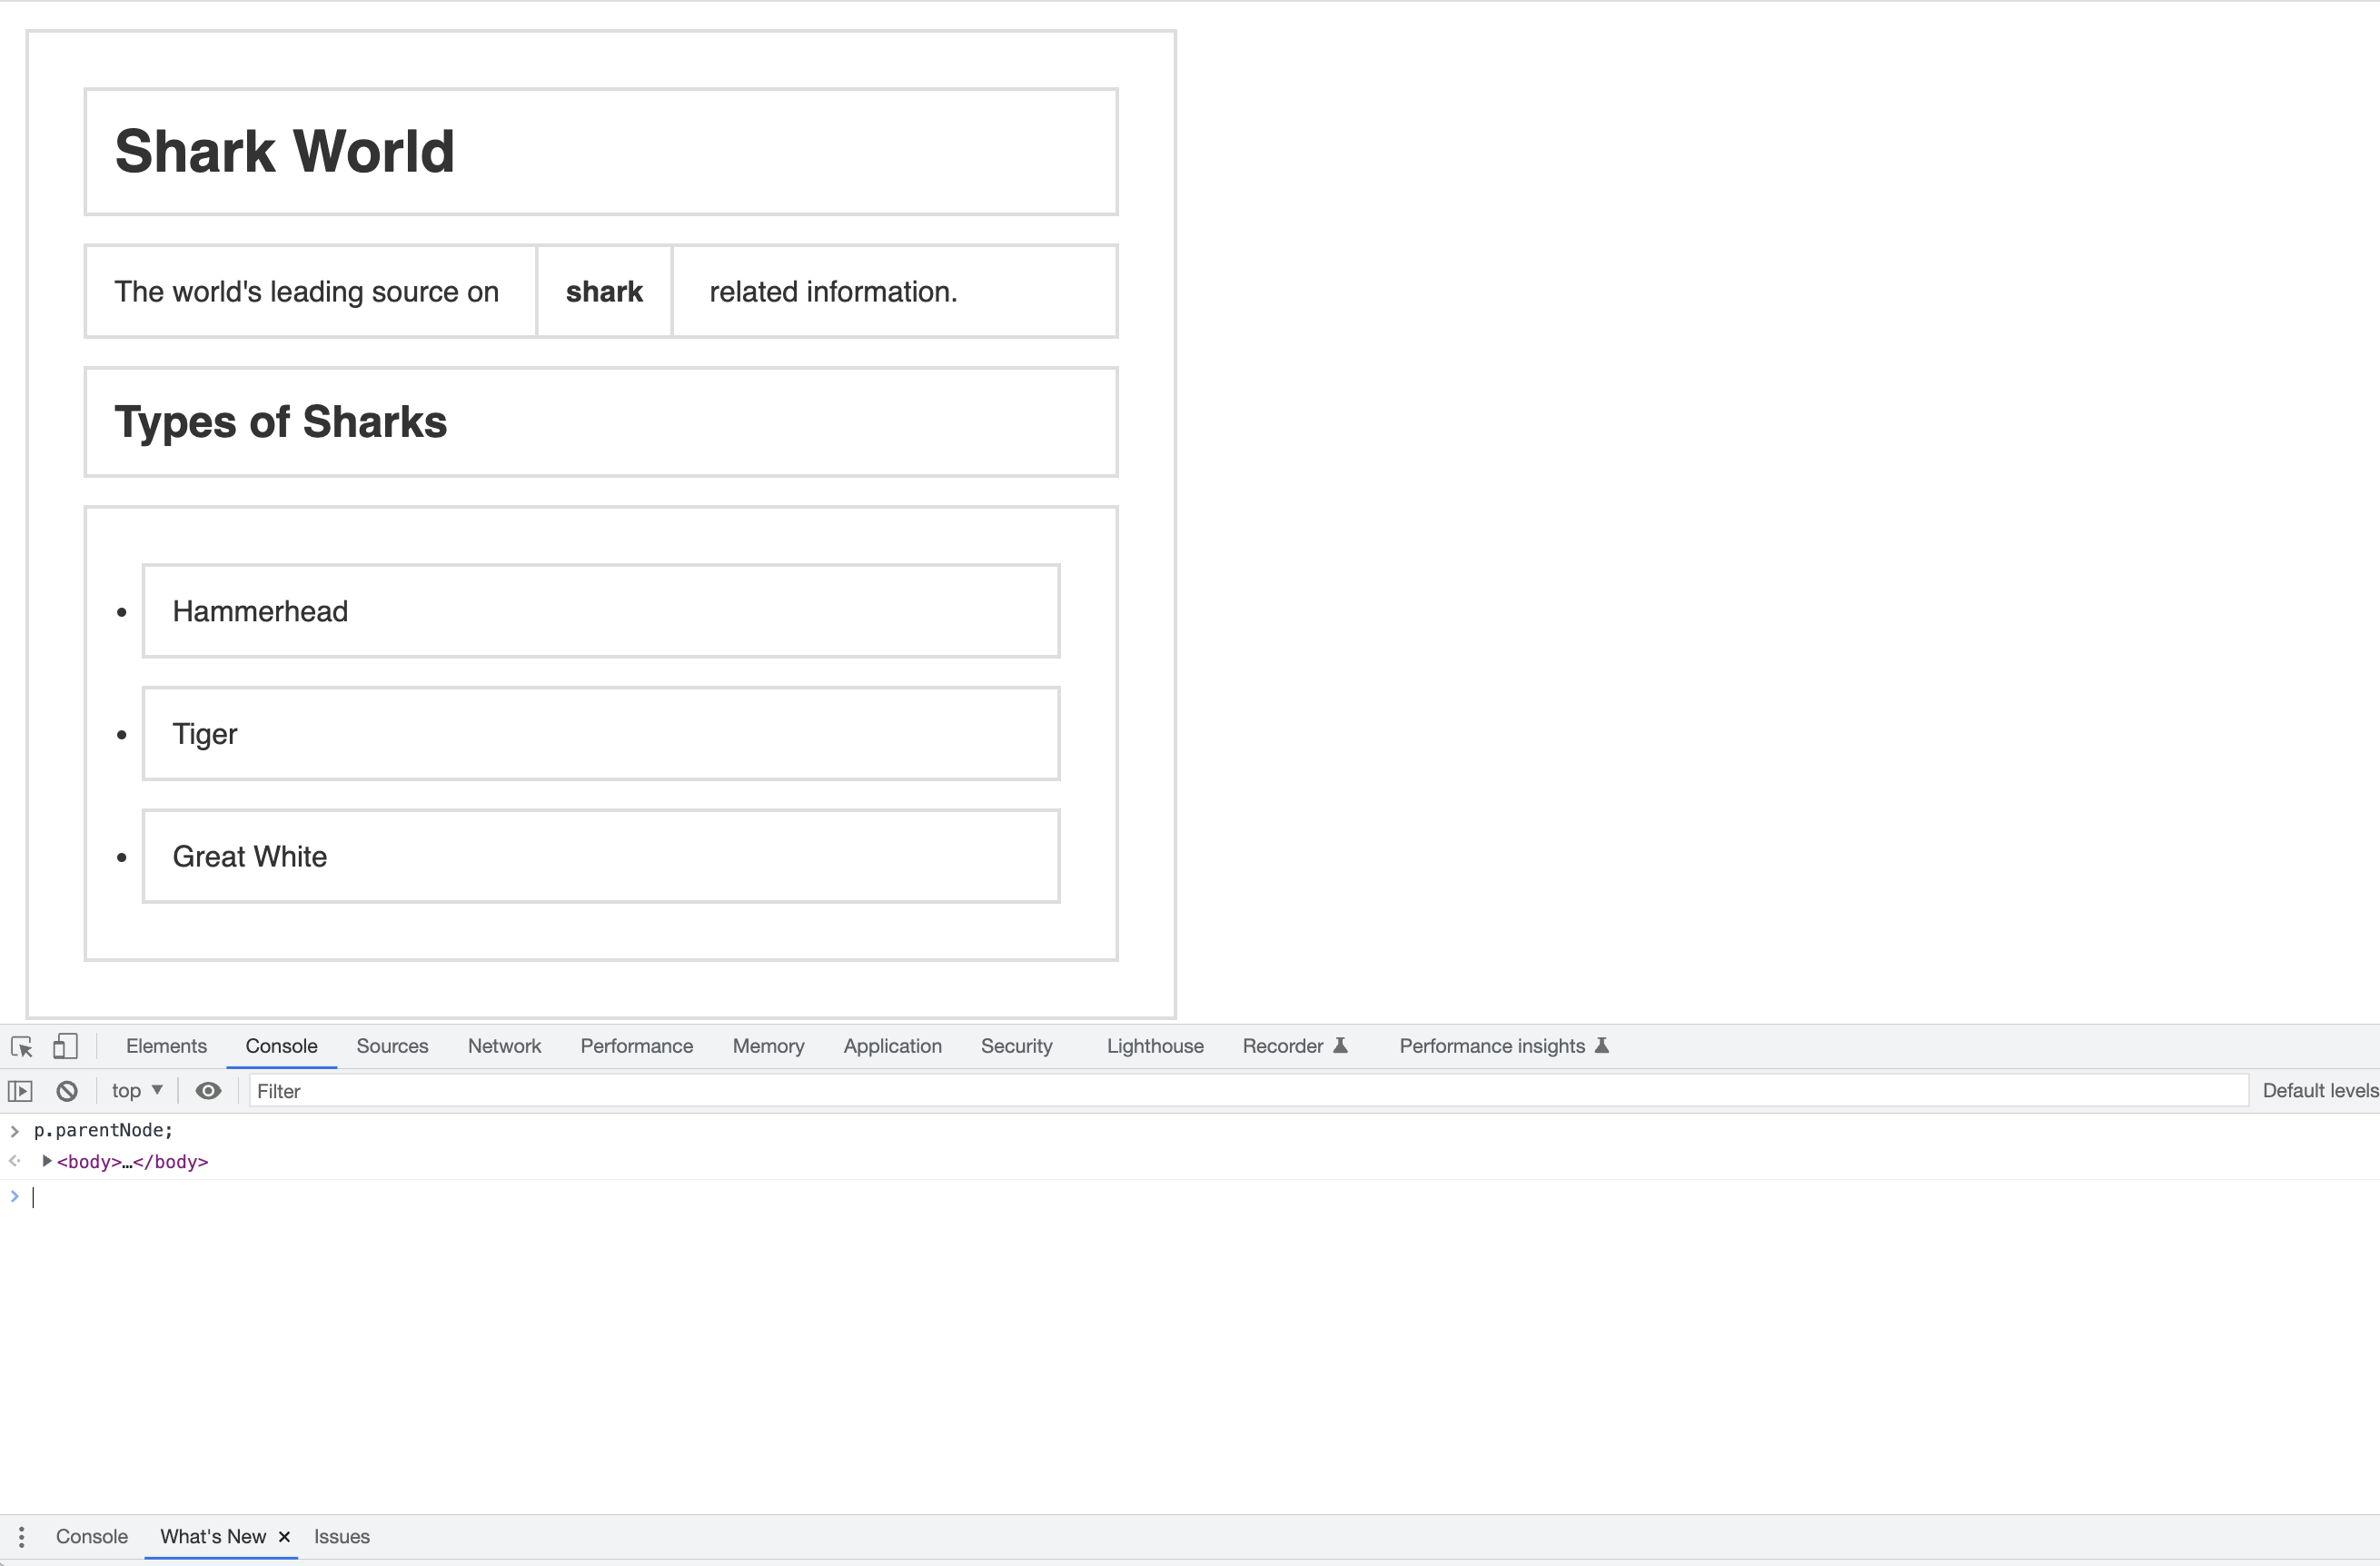 Shark World
The world's leading source on shark related information.
Types of Sharks
• Hammerhead
• Tiger
• Great White
Elements Console Sources Network Performance Memory Application Security Lighthouse Recorder Performance insights
top ▼ Filter Default levels
> p.parentNode;
<· ▶<body>…</body>
>
Console What's New × Issues